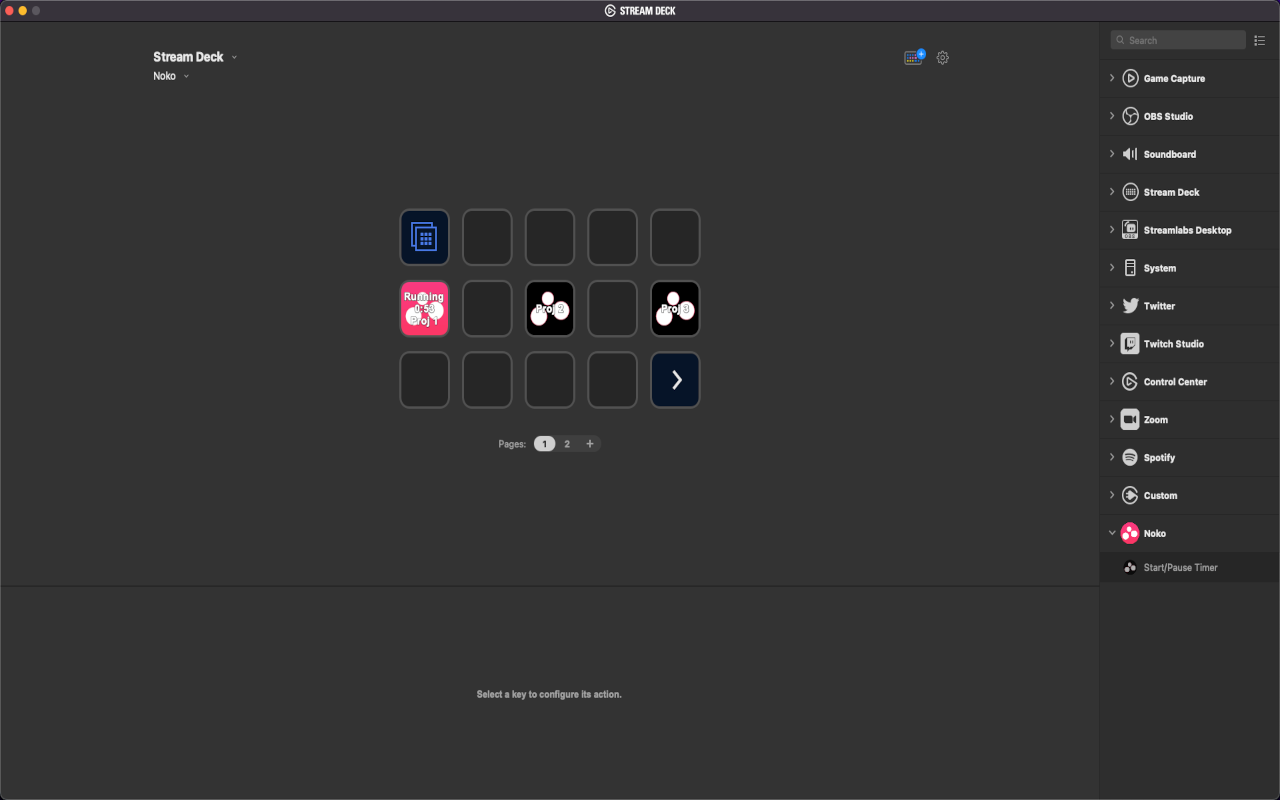 STREAM DECK
Stream Deck
Noko
Running
0:53
Proj 1
Proj 2
Proj 3
Pages: 1 2 +
Select a key to configure its action.
Search
Game Capture
OBS Studio
Soundboard
Stream Deck
Streamlabs Desktop
System
Twitter
Twitch Studio
Control Center
Zoom
Spotify
Custom
Noko
Start/Pause Timer